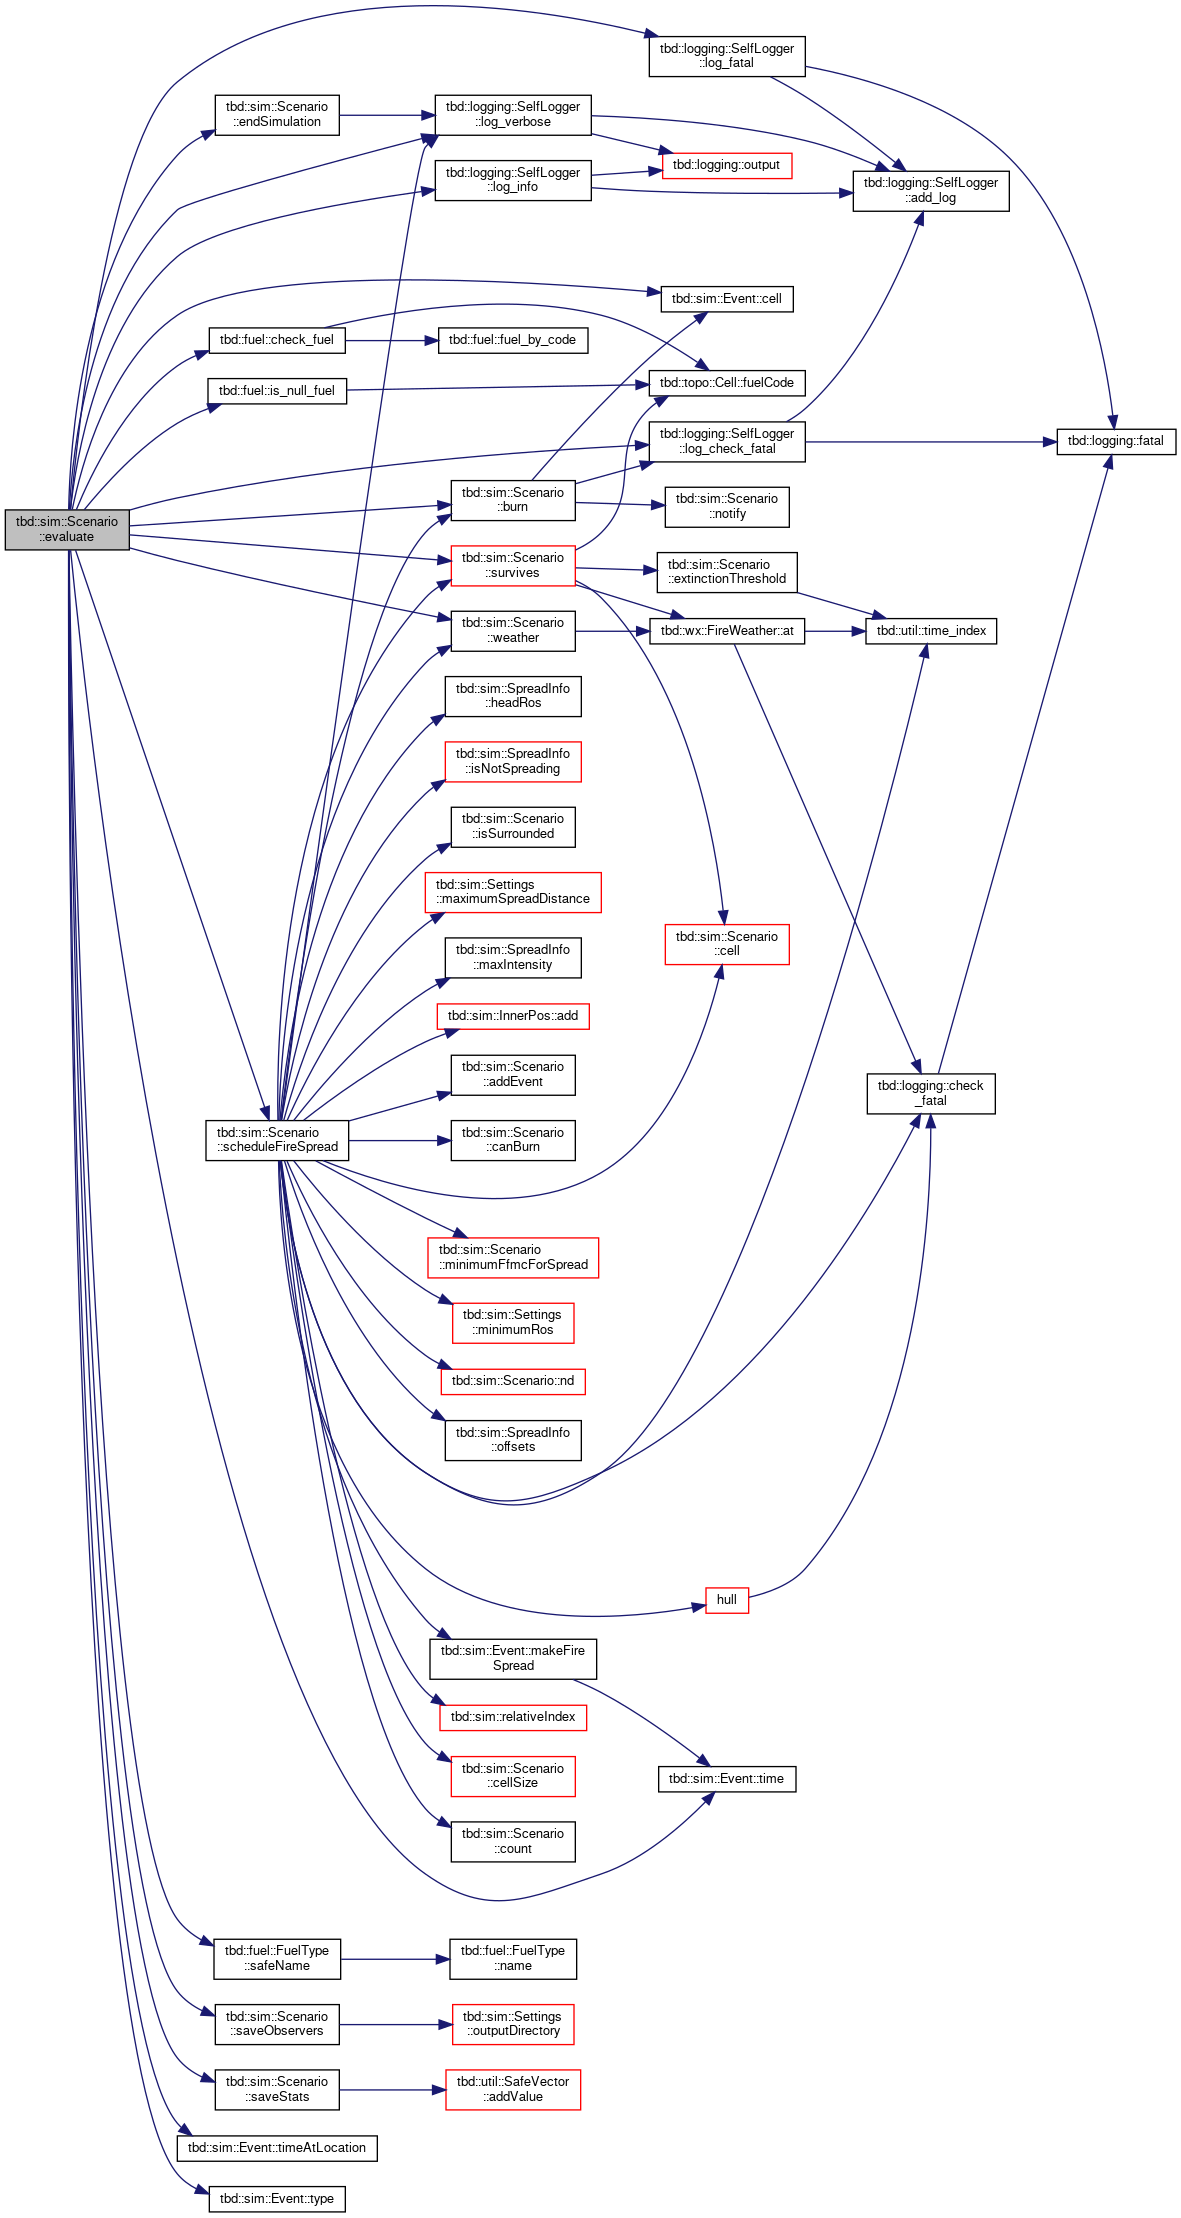 tbd::sim::Scenario
::evaluate
tbd::logging::SelfLogger
::log_fatal
tbd::sim::Scenario
::endSimulation
tbd::logging::SelfLogger
::log_verbose
tbd::logging::output
tbd::logging::SelfLogger
::log_info
tbd::logging::SelfLogger
::add_log
tbd::sim::Event::cell
tbd::fuel::check_fuel
tbd::fuel::fuel_by_code
tbd::topo::Cell::fuelCode
tbd::fuel::is_null_fuel
tbd::logging::SelfLogger
::log_check_fatal
tbd::logging::fatal
tbd::sim::Scenario
::burn
tbd::sim::Scenario
::notify
tbd::sim::Scenario
::survives
tbd::sim::Scenario
::extinctionThreshold
tbd::sim::Scenario
::weather
tbd::wx::FireWeather::at
tbd::util::time_index
tbd::sim::SpreadInfo
::headRos
tbd::sim::SpreadInfo
::isNotSpreading
tbd::sim::Scenario
::isSurrounded
tbd::sim::Settings
::maximumSpreadDistance
tbd::sim::Scenario
::cell
tbd::sim::SpreadInfo
::maxIntensity
tbd::sim::InnerPos::add
tbd::sim::Scenario
::addEvent
tbd::logging::check
_fatal
tbd::sim::Scenario
::scheduleFireSpread
tbd::sim::Scenario
::canBurn
tbd::sim::Scenario
::minimumFfmcForSpread
tbd::sim::Settings
::minimumRos
tbd::sim::Scenario::nd
tbd::sim::SpreadInfo
::offsets
hull
tbd::sim::Event::makeFire
Spread
tbd::sim::relativeIndex
tbd::sim::Scenario
::cellSize
tbd::sim::Event::time
tbd::sim::Scenario
::count
tbd::fuel::FuelType
::safeName
tbd::fuel::FuelType
::name
tbd::sim::Scenario
::saveObservers
tbd::sim::Settings
::outputDirectory
tbd::sim::Scenario
::saveStats
tbd::util::SafeVector
::addValue
tbd::sim::Event::timeAtLocation
tbd::sim::Event::type